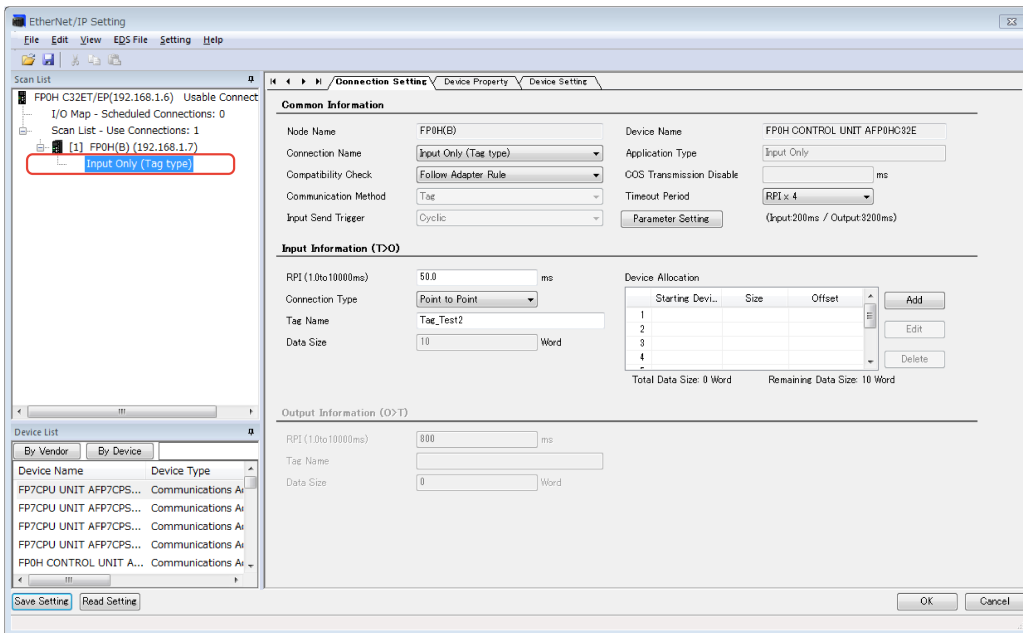 EtherNet/IP Setting
File Edit View EDS File Setting Help
Scan List
FP0H C32ET/EP(192.168.1.6) Usable Connect
I/O Map - Scheduled Connections: 0
Scan List - Use Connections: 1
[1] FP0H(B) (192.168.1.7)
Input Only (Tag type)
Device List
By Vendor By Device
Device Name Device Type
FP7CPU UNIT AFP7CPS... Communications A
FP7CPU UNIT AFP7CPS... Communications A
FP7CPU UNIT AFP7CPS... Communications A
FP7CPU UNIT AFP7CPS... Communications A
FP0H CONTROL UNIT A... Communications A
Save Setting Read Setting
Connection Setting Device Property Device Setting
Common Information
Node Name FP0H(B) Device Name FP0H CONTROL UNIT AFP0HC32E
Connection Name Input Only (Tag type) Application Type Input Only
Compatibility Check Follow Adapter Rule COS Transmission Disable ms
Communication Method Tag Timeout Period RPI x 4
Input Send Trigger Cyclic Parameter Setting (Input:200ms / Output:3200ms)
Input Information (T>O)
RPI (1.0to10000ms) 50.0 ms Device Allocation
Connection Type Point to Point Starting Devi... Size Offset Add
Tag Name Tag_Test2 1
2 Edit
Data Size 10 Word 3
4 Delete
Total Data Size: 0 Word Remaining Data Size: 10 Word
Output Information (O>T)
RPI (1.0to10000ms) 800 ms
Tag Name
Data Size 0 Word
OK Cancel